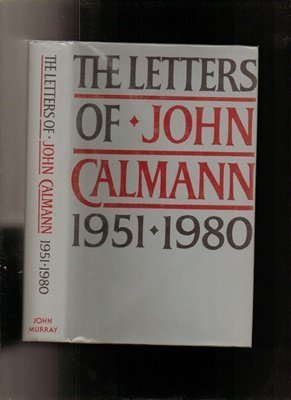 THE LETTERS
OF · JOHN
CALMANN
1951·1980
THE LETTERS OF · JOHN CALMANN 1951·1980
JOHN
MURRAY